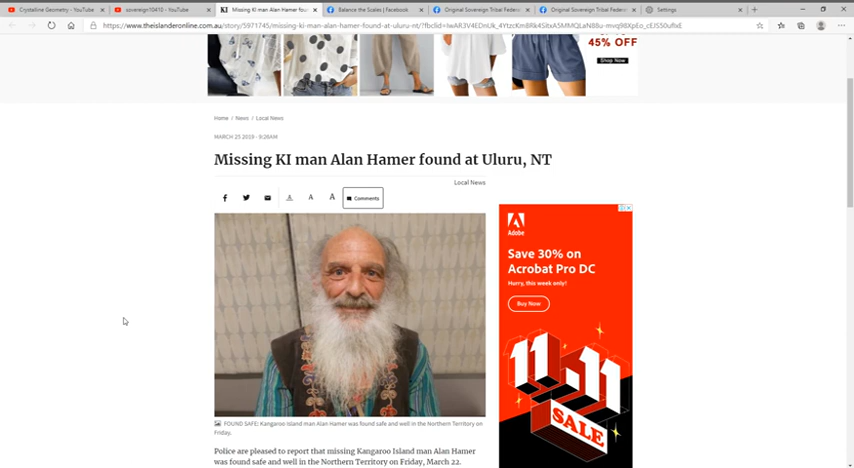 Crystalline Geometry - YouTube
sovereign10410 - YouTube
Missing KI man Alan Hamer foun
Balance the Scales | Facebook
Original Sovereign Tribal Feder
Original Sovereign Tribal Feder
Settings
45% OFF
Shop Now
Home / News / Local News
MARCH 25 2019 - 9:26AM
Missing KI man Alan Hamer found at Uluru, NT
Local News
A A A Comments
Adobe
Save 30% on
Acrobat Pro DC
Hurry, this week only!
Buy Now
11.11
SALE
FOUND SAFE: Kangaroo Island man Alan Hamer was found safe and well in the Northern Territory on
Friday.
Police are pleased to report that missing Kangaroo Island man Alan Hamer
was found safe and well in the Northern Territory on Friday, March 22.